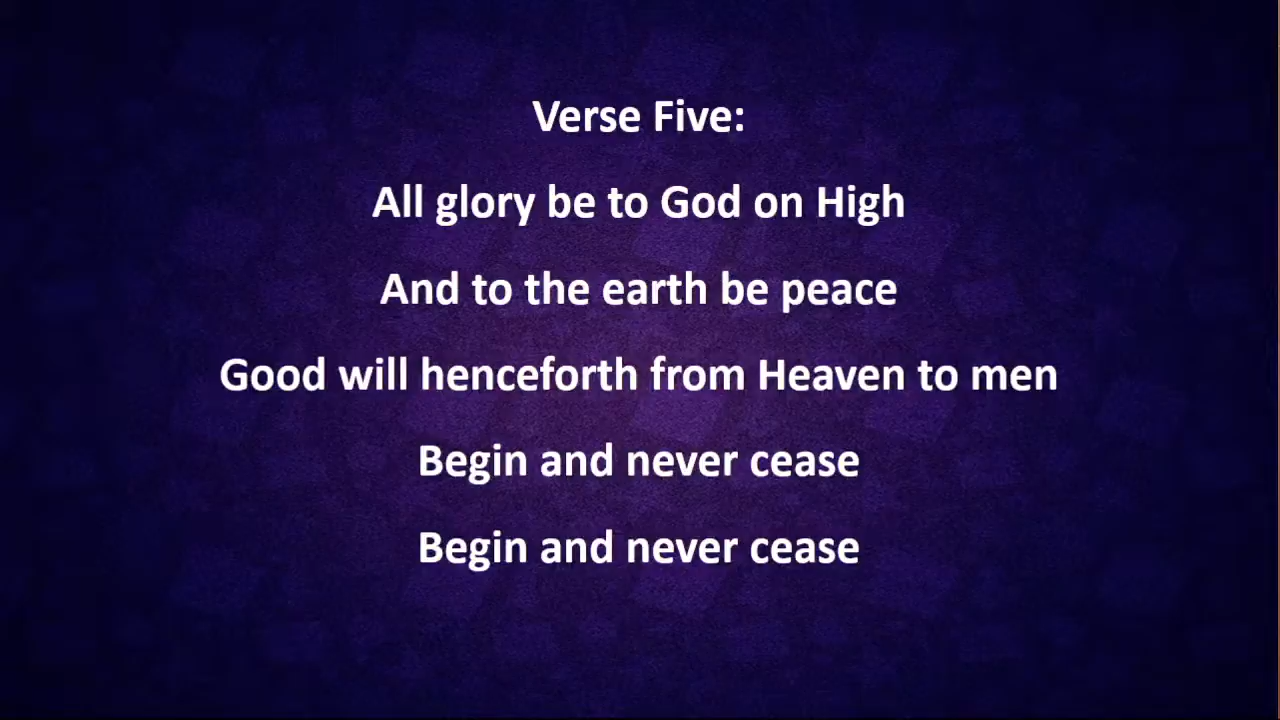 Verse Five:
All glory be to God on High
And to the earth be peace
Good will henceforth from Heaven to men
Begin and never cease
Begin and never cease